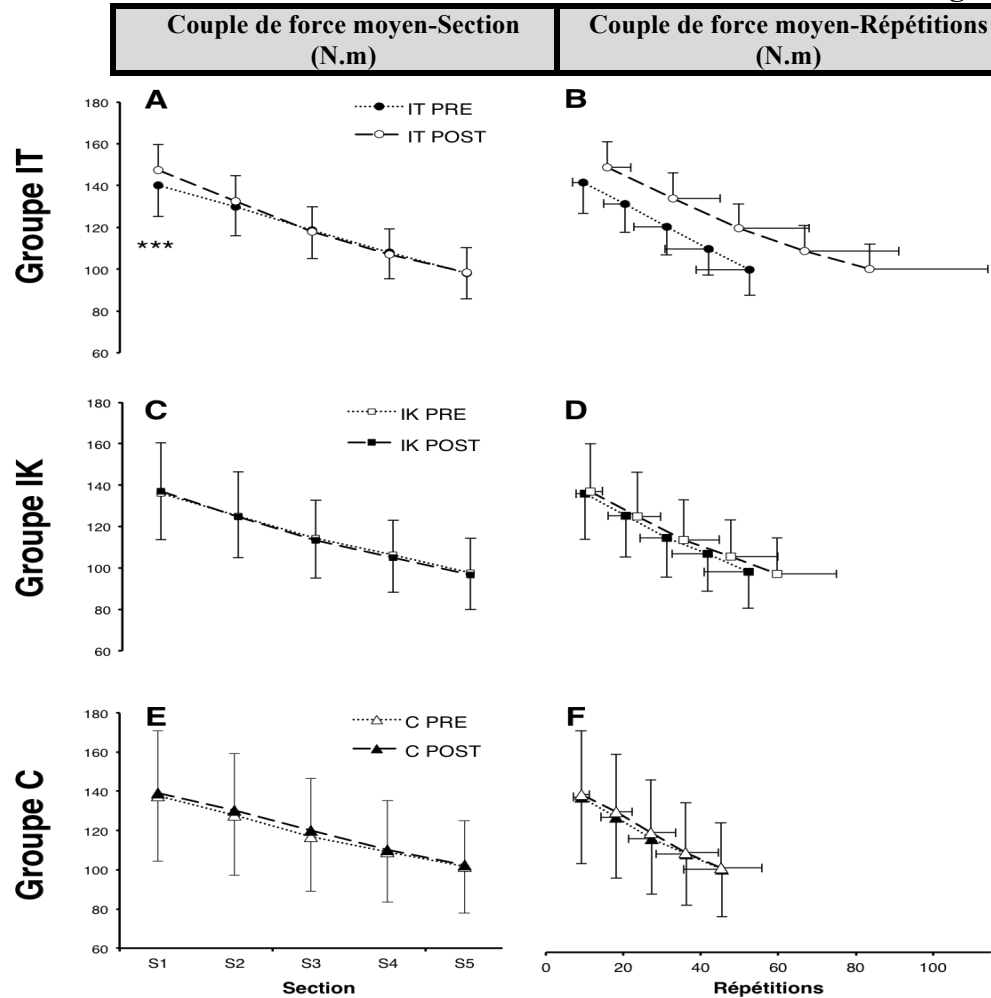 Couple de force moyen-Section
(N.m)
Couple de force moyen-Répétitions
(N.m)
Groupe IT
A
IT PRE
IT POST
180
160
140
120
100
80
60
***
B
Groupe IK
C
IK PRE
IK POST
180
160
140
120
100
80
60
D
Groupe C
E
C PRE
C POST
180
160
140
120
100
80
60
S1 S2 S3 S4 S5
Section
F
0 20 40 60 80 100
Répétitions